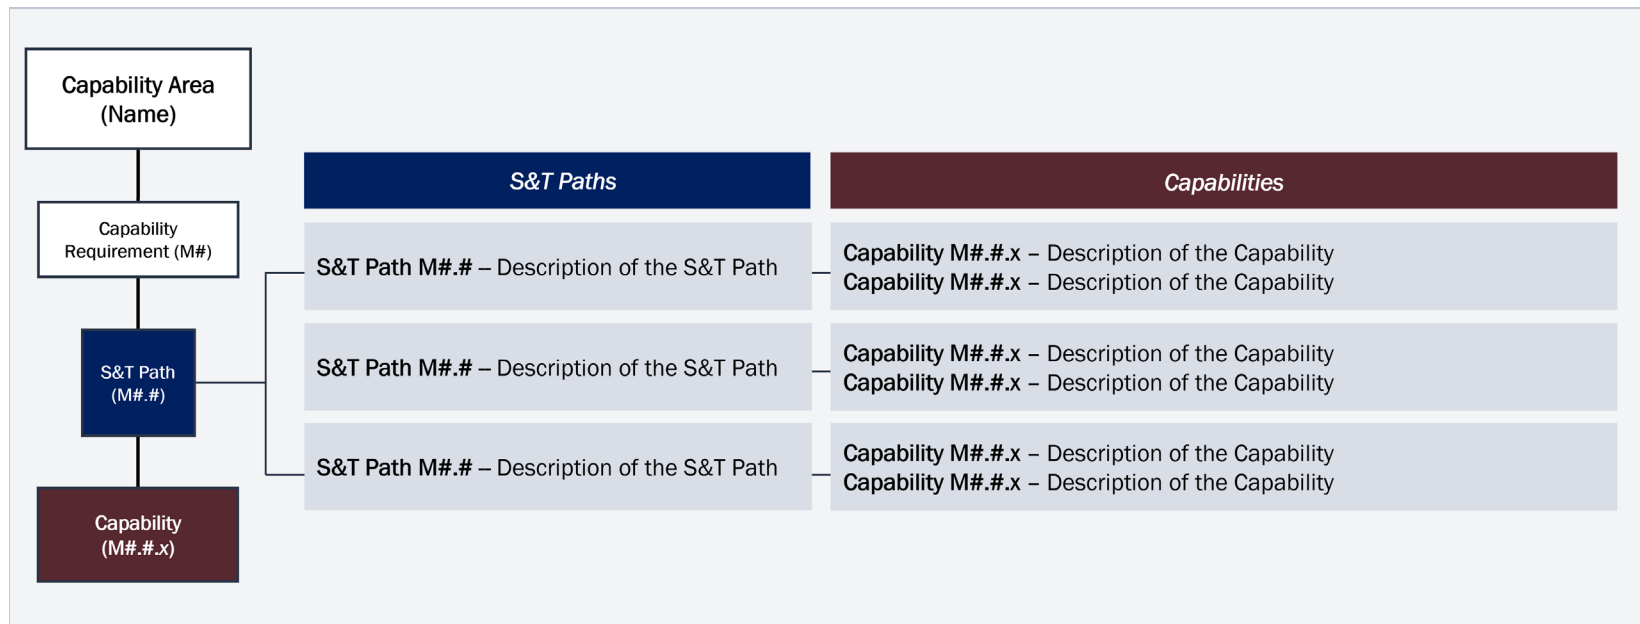 Capability Area
(Name)
Capability
Requirement (M#)
S&T Path
(M#.#)
Capability
(M#.#.x)
S&T Paths
Capabilities
S&T Path M#.# – Description of the S&T Path
Capability M#.#.x – Description of the Capability
Capability M#.#.x – Description of the Capability
S&T Path M#.# – Description of the S&T Path
Capability M#.#.x – Description of the Capability
Capability M#.#.x – Description of the Capability
S&T Path M#.# – Description of the S&T Path
Capability M#.#.x – Description of the Capability
Capability M#.#.x – Description of the Capability